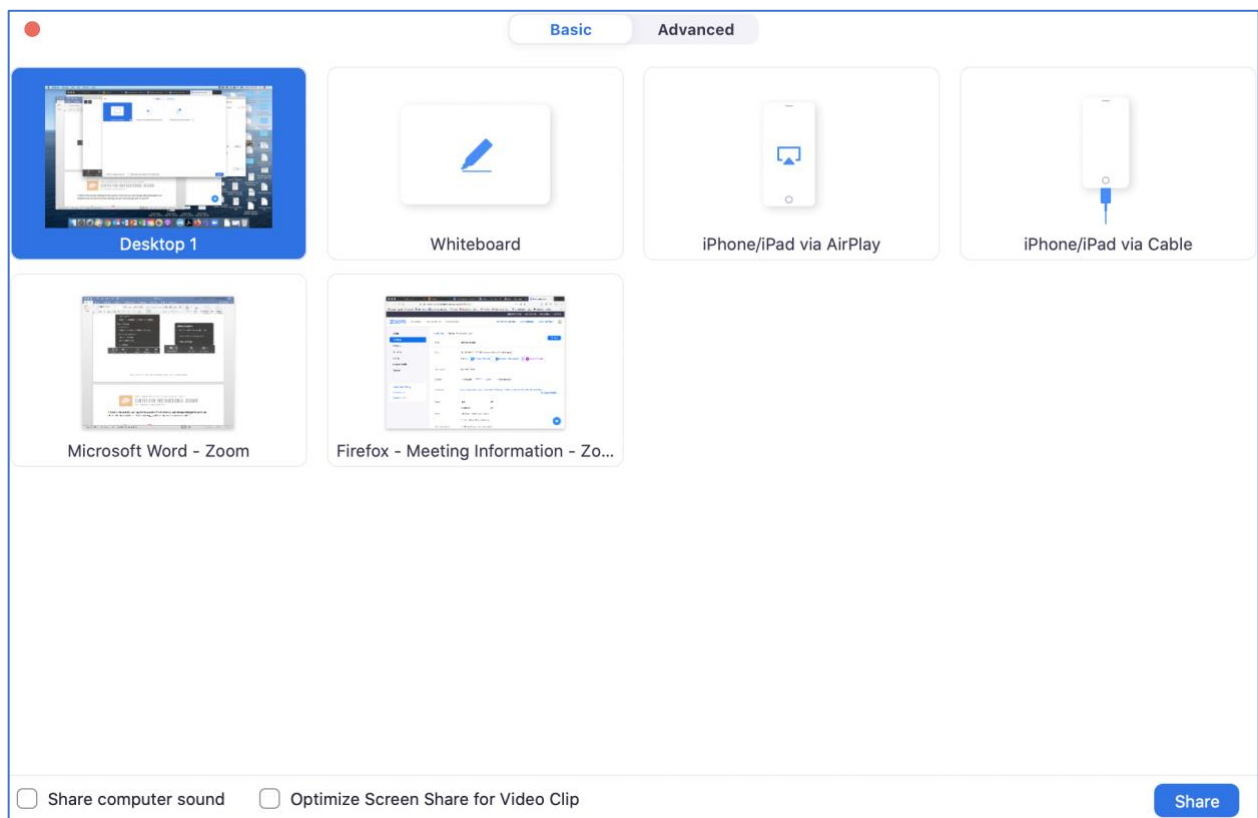 Basic
Advanced
Desktop 1
Whiteboard
iPhone/iPad via AirPlay
iPhone/iPad via Cable
Microsoft Word - Zoom
Firefox - Meeting Information - Zo...
Share computer sound
Optimize Screen Share for Video Clip
Share